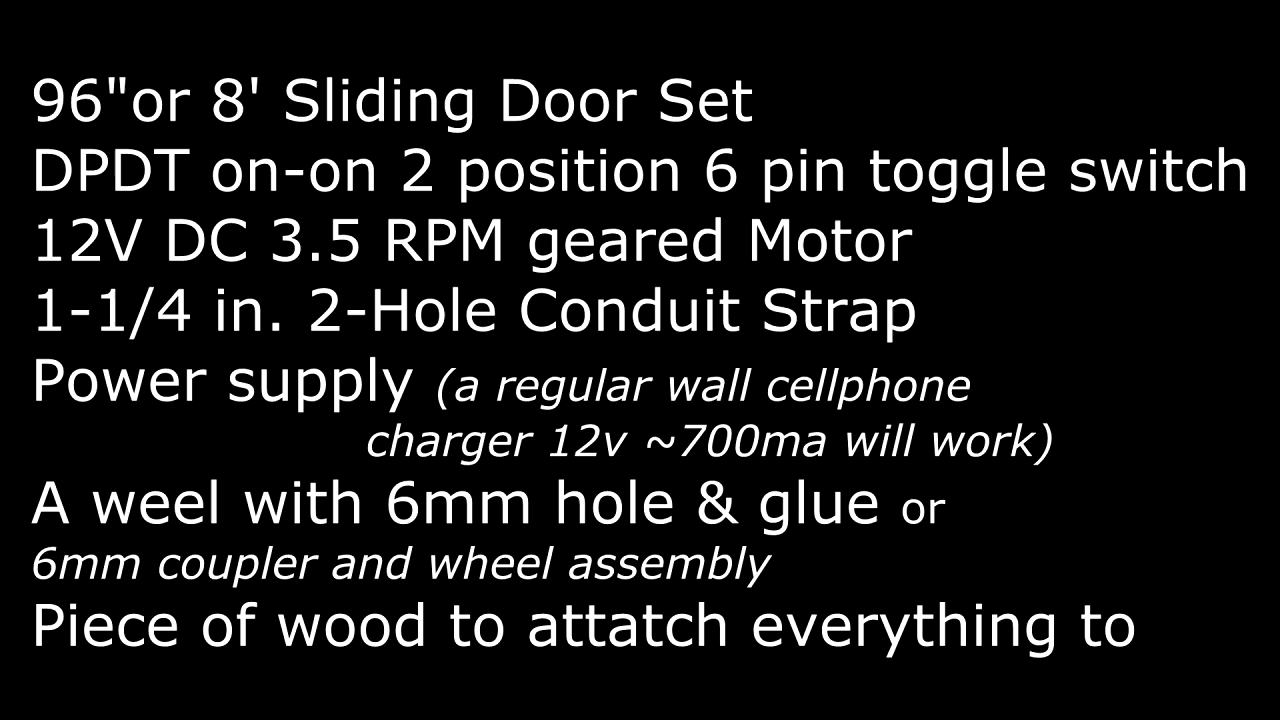 96"or 8' Sliding Door Set
DPDT on-on 2 position 6 pin toggle switch
12V DC 3.5 RPM geared Motor
1-1/4 in. 2-Hole Conduit Strap
Power supply (a regular wall cellphone
charger 12v ~700ma will work)
A weel with 6mm hole & glue or
6mm coupler and wheel assembly
Piece of wood to attatch everything to